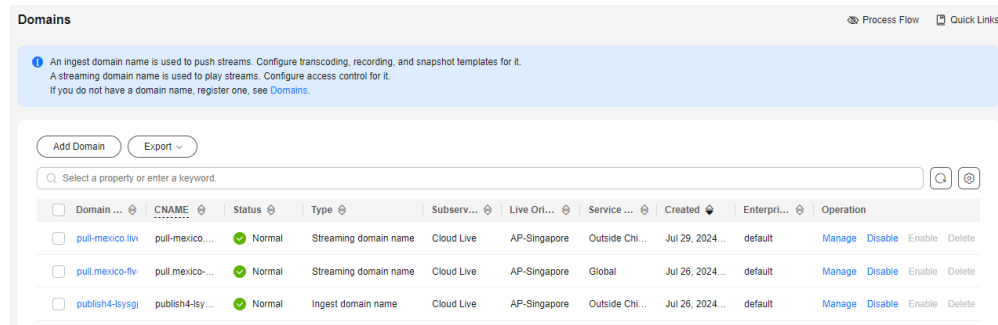 Domains
Process Flow Quick Links
An ingest domain name is used to push streams. Configure transcoding, recording, and snapshot templates for it.
A streaming domain name is used to play streams. Configure access control for it.
If you do not have a domain name, register one, see Domains.
Add Domain Export
Select a property or enter a keyword.
Domain ... CNAME Status Type Subserv... Live Ori... Service ... Created Enterpri... Operation
pull-mexico.live pull-mexico.... Normal Streaming domain name Cloud Live AP-Singapore Outside Chi... Jul 29, 2024... default Manage Disable Enable Delete
pull.mexico-flv- pull.mexico-... Normal Streaming domain name Cloud Live AP-Singapore Global Jul 26, 2024... default Manage Disable Enable Delete
publish4-lsysg publish4-lsy... Normal Ingest domain name Cloud Live AP-Singapore Outside Chi... Jul 26, 2024... default Manage Disable Enable Delete